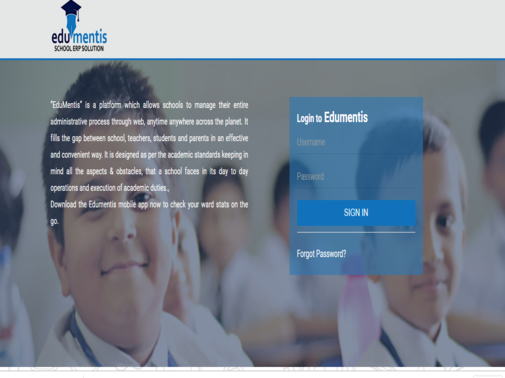 edumentis
SCHOOL ERP SOLUTION
"EduMentis" is a platform which allows schools to manage their entire
administrative process through web, anytime anywhere across the planet. It
fills the gap between school, teachers, students and parents in an effective
and convenient way. It is designed as per the academic standards keeping in
mind all the aspects & obstacles, that a school faces in its day to day
operations and execution of academic duties.,
Download the Edumentis mobile app now to check your ward stats on the
go.
Login to Edumentis
Username
Password
SIGN IN
Forgot Password?